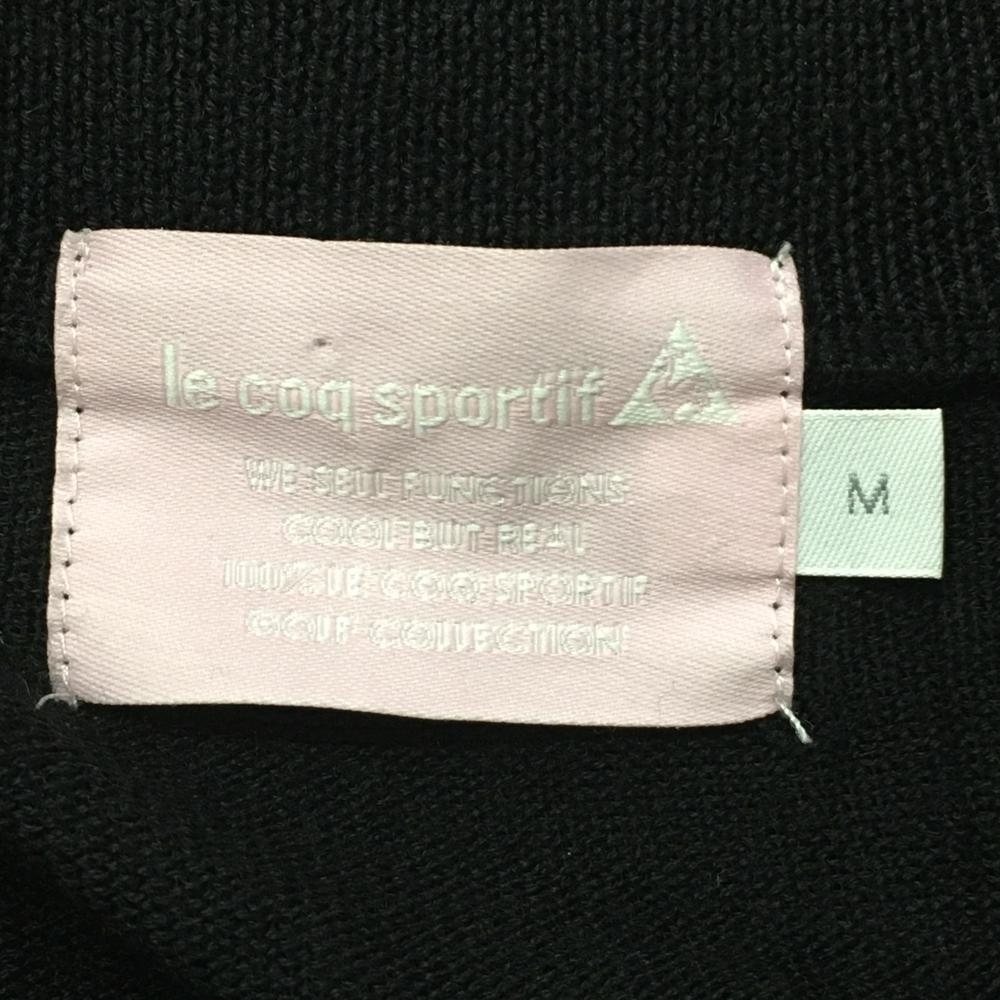 le coq sportif
WE SELL FUNCTIONS
COOL BUT REAL
100% LE COQ SPORTIF
GOLF COLLECTION!
M